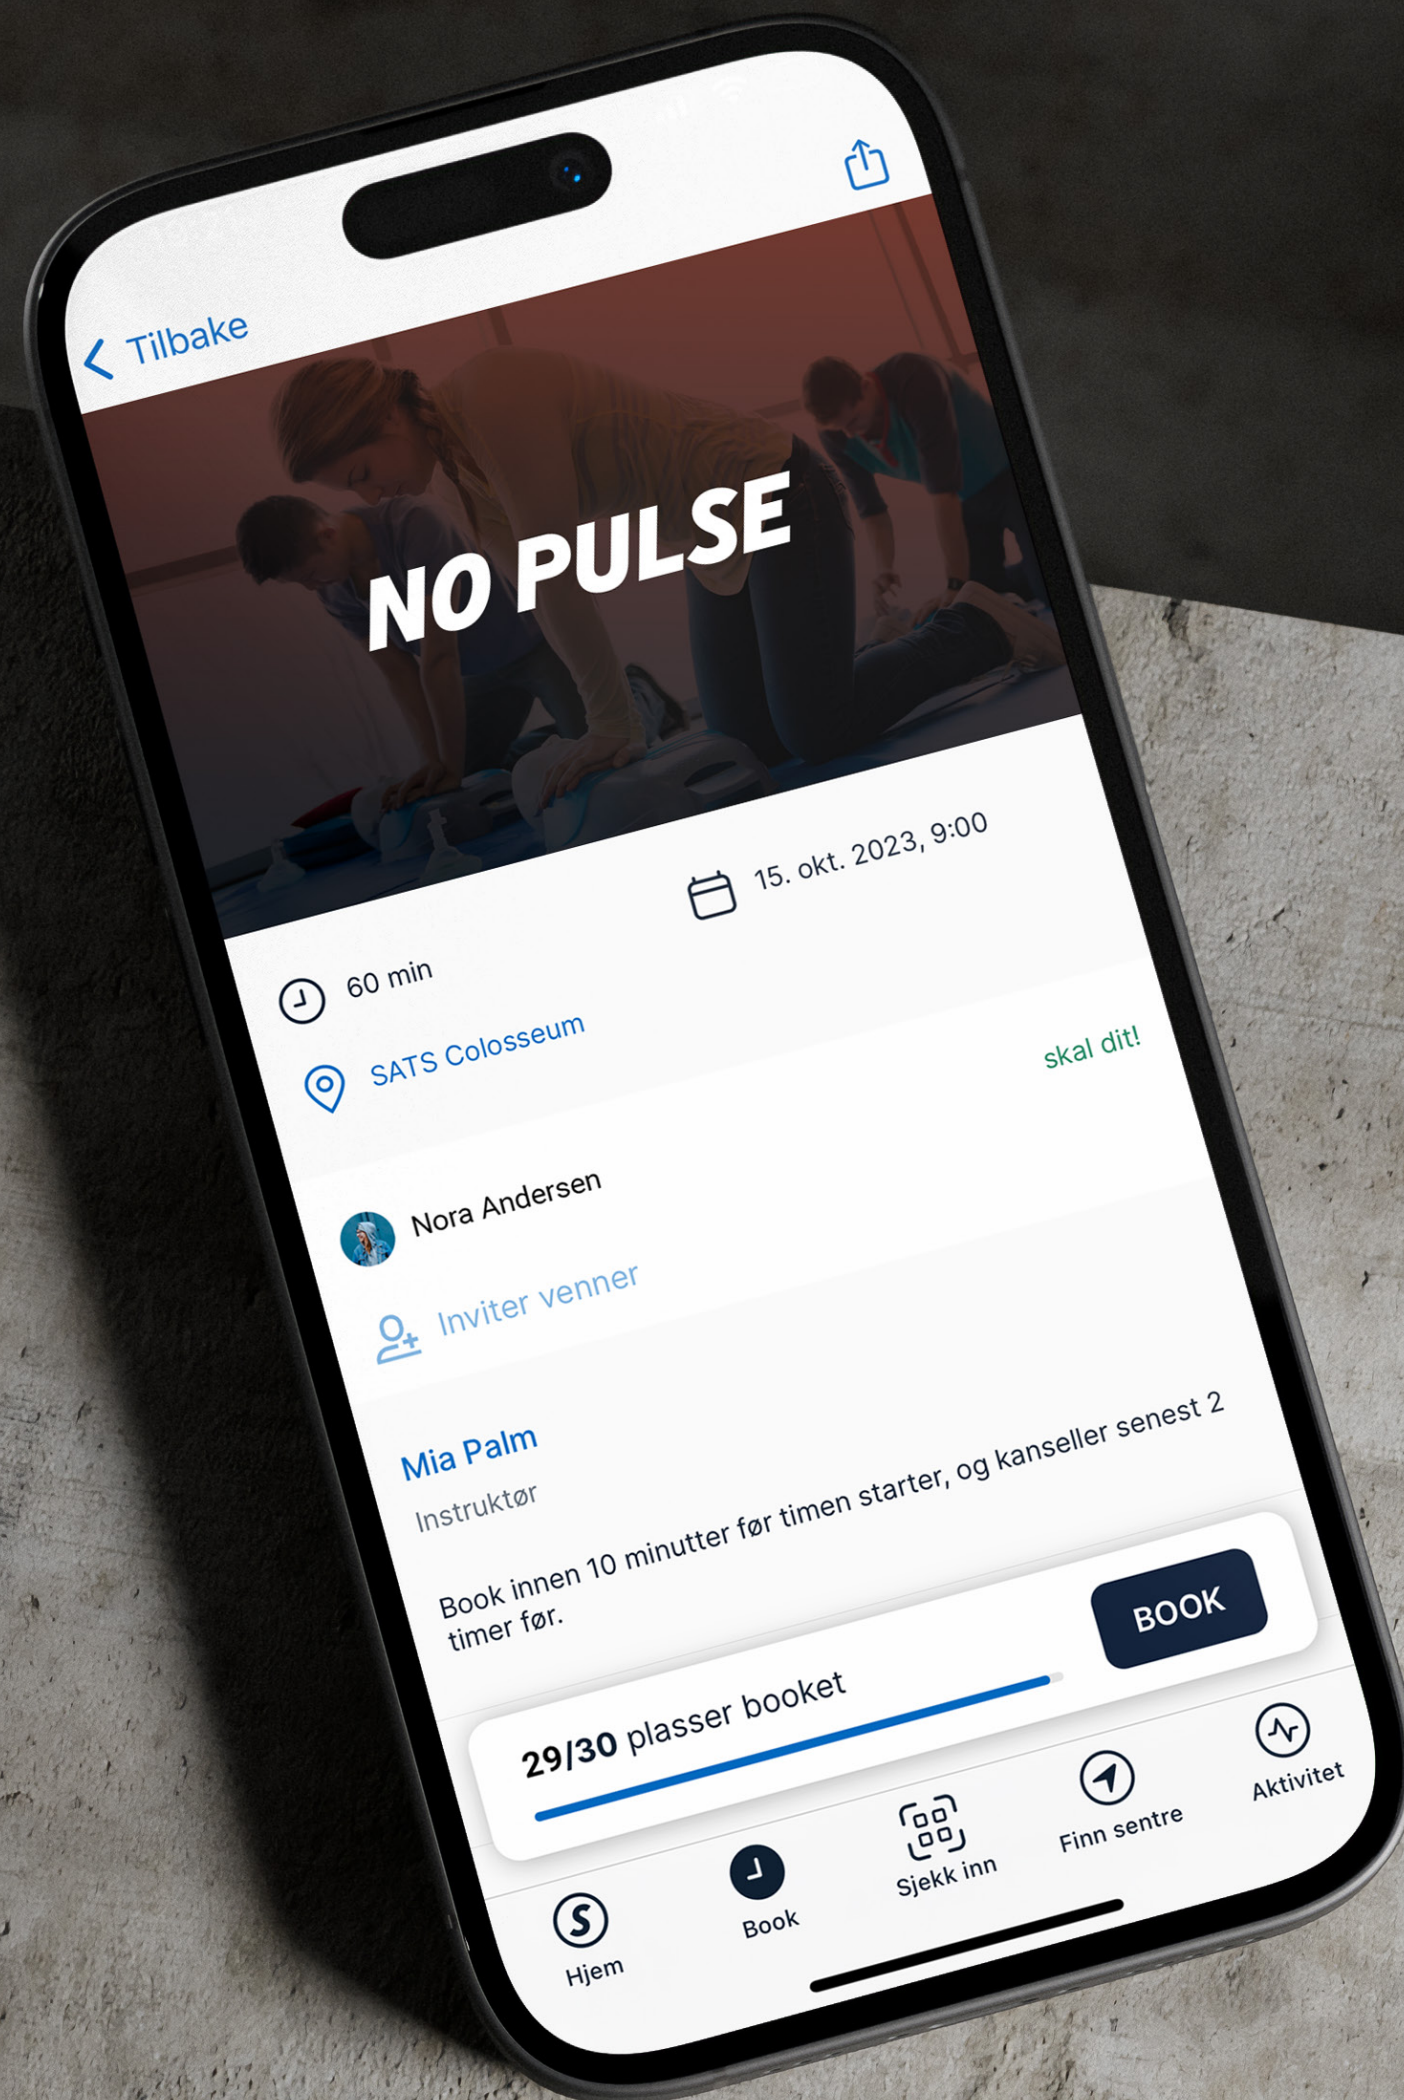 Tilbake
NO PULSE
60 min
15. okt. 2023, 9:00
SATS Colosseum
Nora Andersen
skal dit!
Inviter venner
Mia Palm
Instruktør
Book innen 10 minutter før timen starter, og kanseller senest 2
timer før.
29/30 plasser booket
BOOK
Hjem
Book
Sjekk inn
Finn sentre
Aktivitet